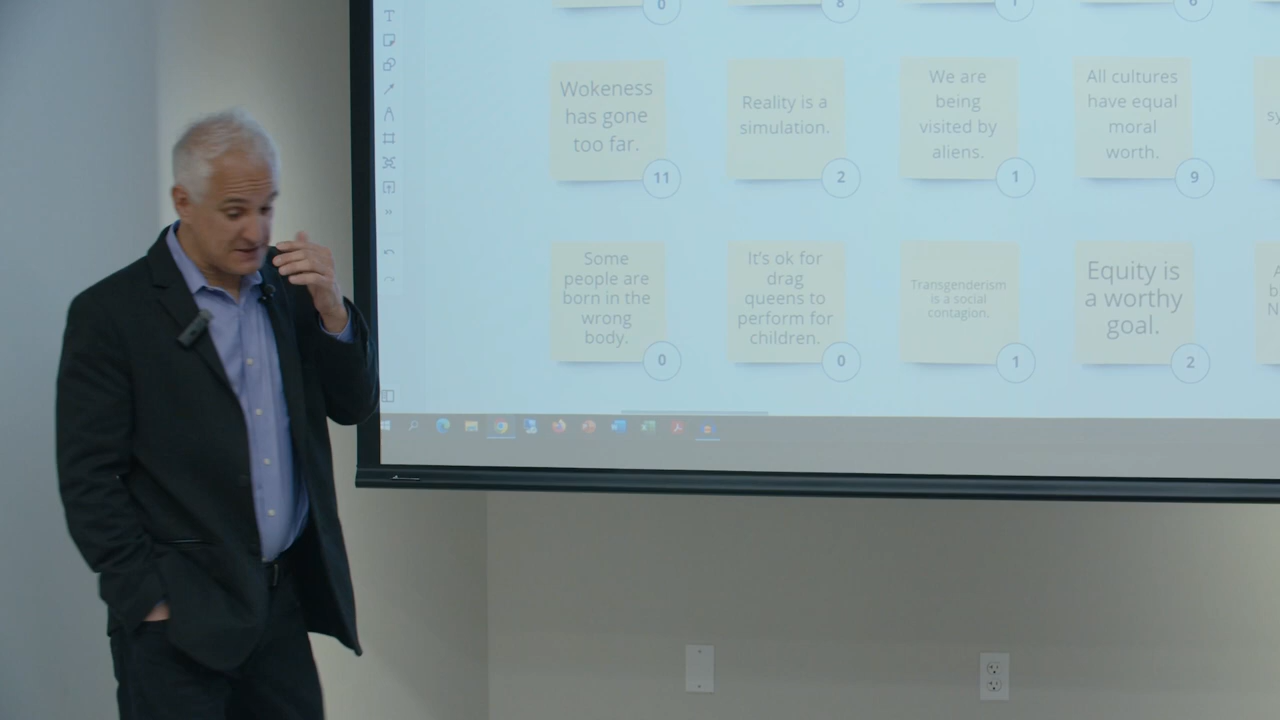 0
8
1
6
Wokeness
has gone
too far.
11
Reality is a
simulation.
2
We are
being
visited by
aliens.
1
All cultures
have equal
moral
worth.
9
sy
Some
people are
born in the
wrong
body.
0
It's ok for
drag
queens to
perform for
children.
0
Transgenderism
is a social
contagion.
1
Equity is
a worthy
goal.
2
A
b
N